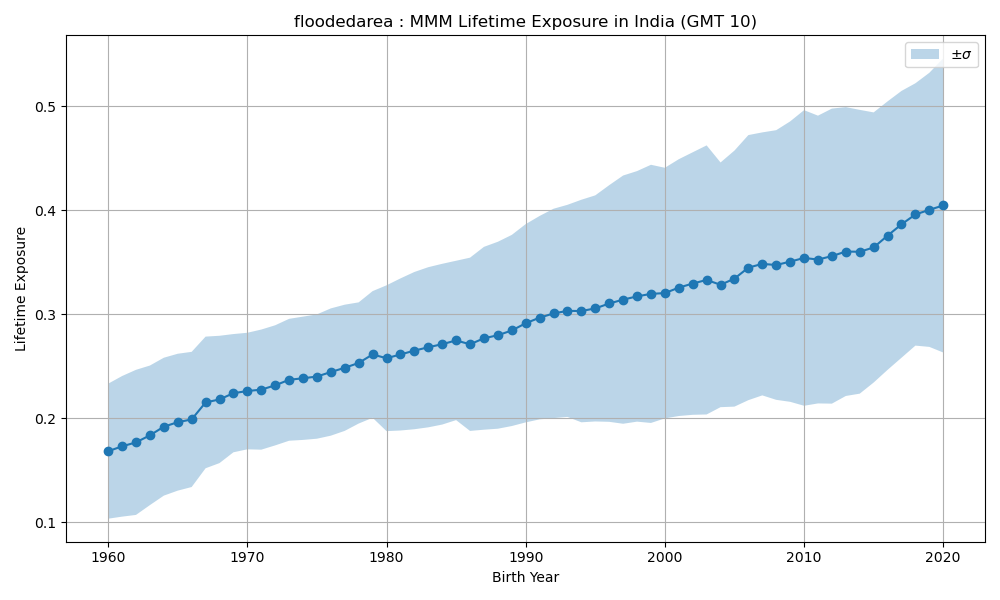 floodedarea : MMM Lifetime Exposure in India (GMT 10)
±σ
Lifetime Exposure
0.5
0.4
0.3
0.2
0.1
1960 1970 1980 1990 2000 2010 2020
Birth Year